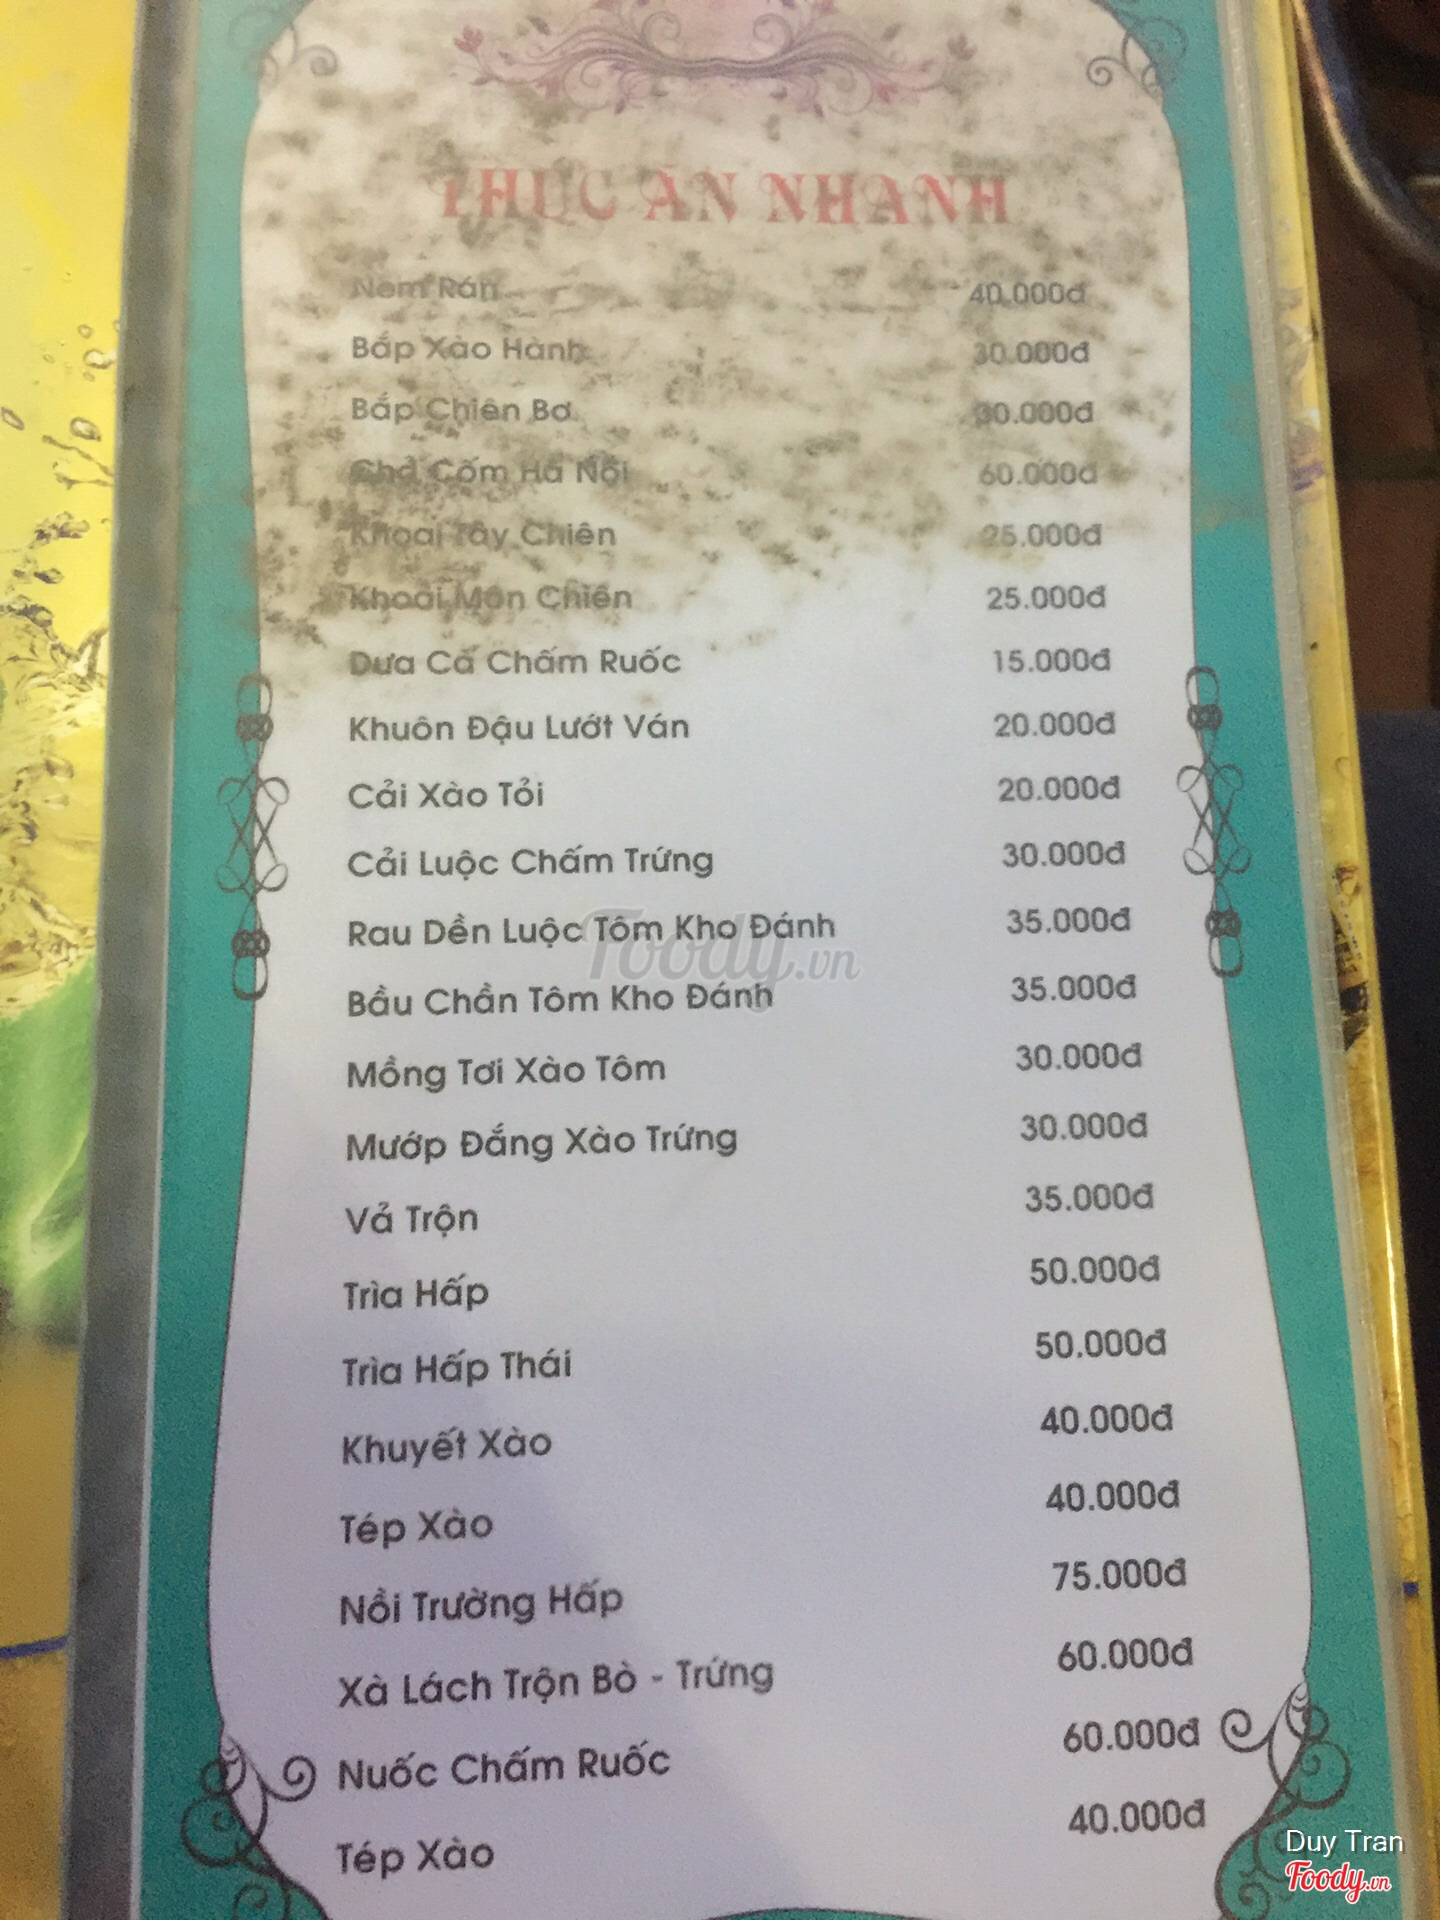 THỨC ĂN NHANH
Nem Rán 40.000đ
Bắp Xào Hành 30.000đ
Bắp Chiên Bơ 30.000đ
Chả Cốm Hà Nội 60.000đ
Khoai Tây Chiên 25.000đ
Khoai Môn Chiên 25.000đ
Dưa Cả Chấm Ruốc 15.000đ
Khuôn Đậu Lướt Ván 20.000đ
Cải Xào Tỏi 20.000đ
Cải Luộc Chấm Trứng 30.000đ
Rau Dền Luộc Tôm Kho Đánh 35.000đ
Foody.vn
Bầu Chần Tôm Kho Đánh 35.000đ
Mồng Tơi Xào Tôm 30.000đ
Mướp Đắng Xào Trứng 30.000đ
Vả Trộn 35.000đ
Trìa Hấp 50.000đ
Trìa Hấp Thái 50.000đ
Khuyết Xào 40.000đ
Tép Xào 40.000đ
Nồi Trường Hấp 75.000đ
Xà Lách Trộn Bò - Trứng 60.000đ
Nuốc Chấm Ruốc 60.000đ
Tép Xào 40.000đ
Duy Tran
Foody.vn